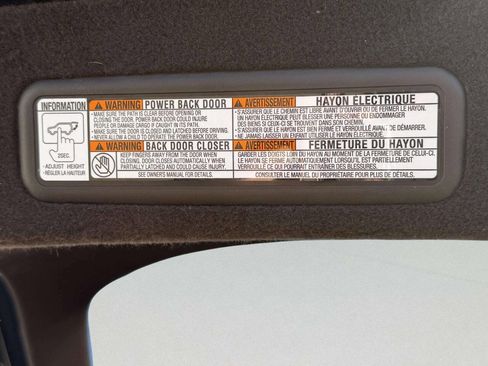 INFORMATION
2SEC.
• ADJUST HEIGHT
• RÉGLER LA HAUTEUR
WARNING POWER BACK DOOR
• MAKE SURE THE PATH IS CLEAR BEFORE OPENING OR
CLOSING THE DOOR. POWER BACK DOOR COULD INJURE
PEOPLE OR DAMAGE CARGO IF CAUGHT IN ITS PATH.
• MAKE SURE THE DOOR IS CLOSED AND LATCHED BEFORE DRIVING.
• NEVER ALLOW A CHILD TO OPERATE THE POWER BACK DOOR.
WARNING BACK DOOR CLOSER
KEEP FINGERS AWAY FROM THE DOOR WHEN
CLOSING. DOOR CLOSES AUTOMATICALLY WHEN
PARTIALLY LATCHED AND COULD CAUSE INJURY.
SEE OWNERS MANUAL FOR DETAILS.
AVERTISSEMENT HAYON ELECTRIQUE
• S'ASSURER QUE LE CHEMIN EST LIBRE AVANT D'OUVRIR OU DE FERMER LE HAYON.
UN HAYON ÉLECTRIQUE PEUT BLESSER UNE PERSONNE OU ENDOMMAGER
DES BIENS SI CEUX-CI SE TROUVENT DANS SON CHEMIN.
• S'ASSURER QUE LE HAYON EST BIEN FERMÉ ET VERROUILLÉ AVANT DE DÉMARRER.
• NE JAMAIS LAISSER UN ENFANT UTILISER LE HAYON ÉLECTRIQUE.
AVERTISSEMENT FERMETURE DU HAYON
GARDER LES DOIGTS LOIN DU HAYON AU MOMENT DE LA FERMETURE DE CELUI-CI.
LE HAYON SE FERME AUTOMATIQUEMENT LORSQU'IL EST PARTIELLEMENT
VERROUILLÉ CE QUI POURRAIT ENTRAÎNER DES BLESSURES.
CONSULTER LE MANUEL DU PROPRIÉTAIRE POUR PLUS DE DÉTAILS.